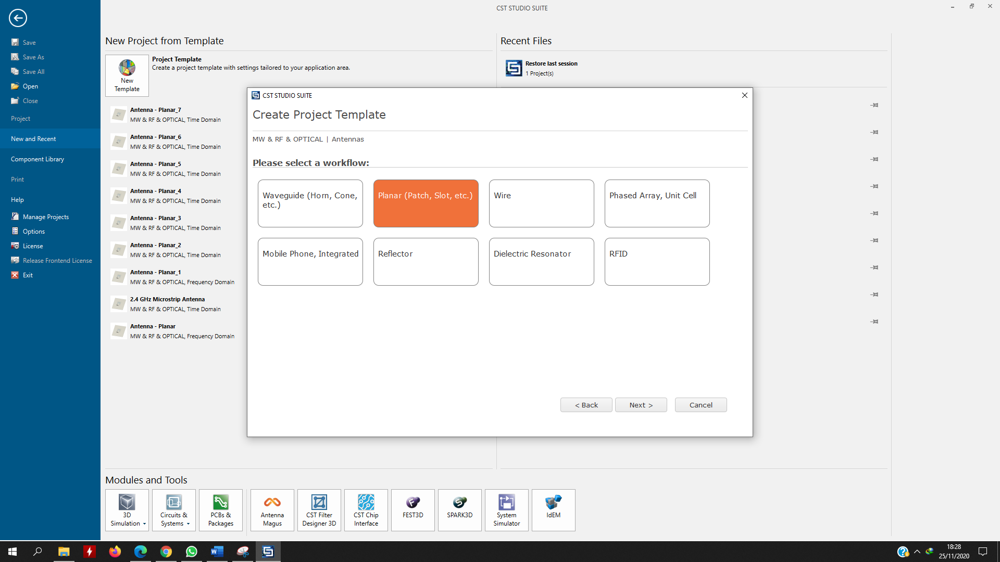 CST STUDIO SUITE
Save
Save As
Save All
Open
Close
Project
New and Recent
Component Library
Print
Help
Manage Projects
Options
License
Release Frontend License
Exit
New Project from Template
New
Template
Project Template
Create a project template with settings tailored to your application area.
Antenna - Planar_7
MW & RF & OPTICAL, Time Domain
Antenna - Planar_6
MW & RF & OPTICAL, Time Domain
Antenna - Planar_5
MW & RF & OPTICAL, Time Domain
Antenna - Planar_4
MW & RF & OPTICAL, Time Domain
Antenna - Planar_3
MW & RF & OPTICAL, Time Domain
Antenna - Planar_2
MW & RF & OPTICAL, Time Domain
Antenna - Planar_1
MW & RF & OPTICAL, Frequency Domain
2.4 GHz Microstrip Antenna
MW & RF & OPTICAL, Time Domain
Antenna - Planar
MW & RF & OPTICAL, Frequency Domain
Recent Files
Restore last session
1 Project(s)
CST STUDIO SUITE
Create Project Template
MW & RF & OPTICAL | Antennas
Please select a workflow:
Waveguide (Horn, Cone,
etc.)
Planar (Patch, Slot, etc.)
Wire
Phased Array, Unit Cell
Mobile Phone, Integrated
Reflector
Dielectric Resonator
RFID
< Back
Next >
Cancel
Modules and Tools
3D
Simulation
Circuits &
Systems
PCBs &
Packages
Antenna
Magus
CST Filter
Designer 3D
CST Chip
Interface
FEST3D
SPARK3D
System
Simulator
IdEM
18:28
25/11/2020